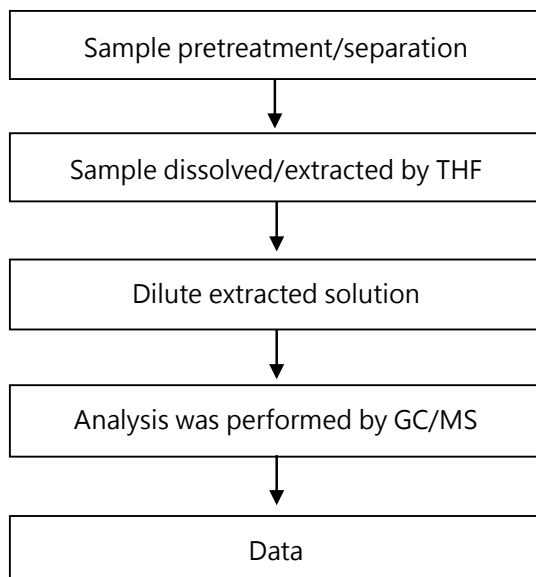 Sample pretreatment/separation
Sample dissolved/extracted by THF
Dilute extracted solution
Analysis was performed by GC/MS
Data